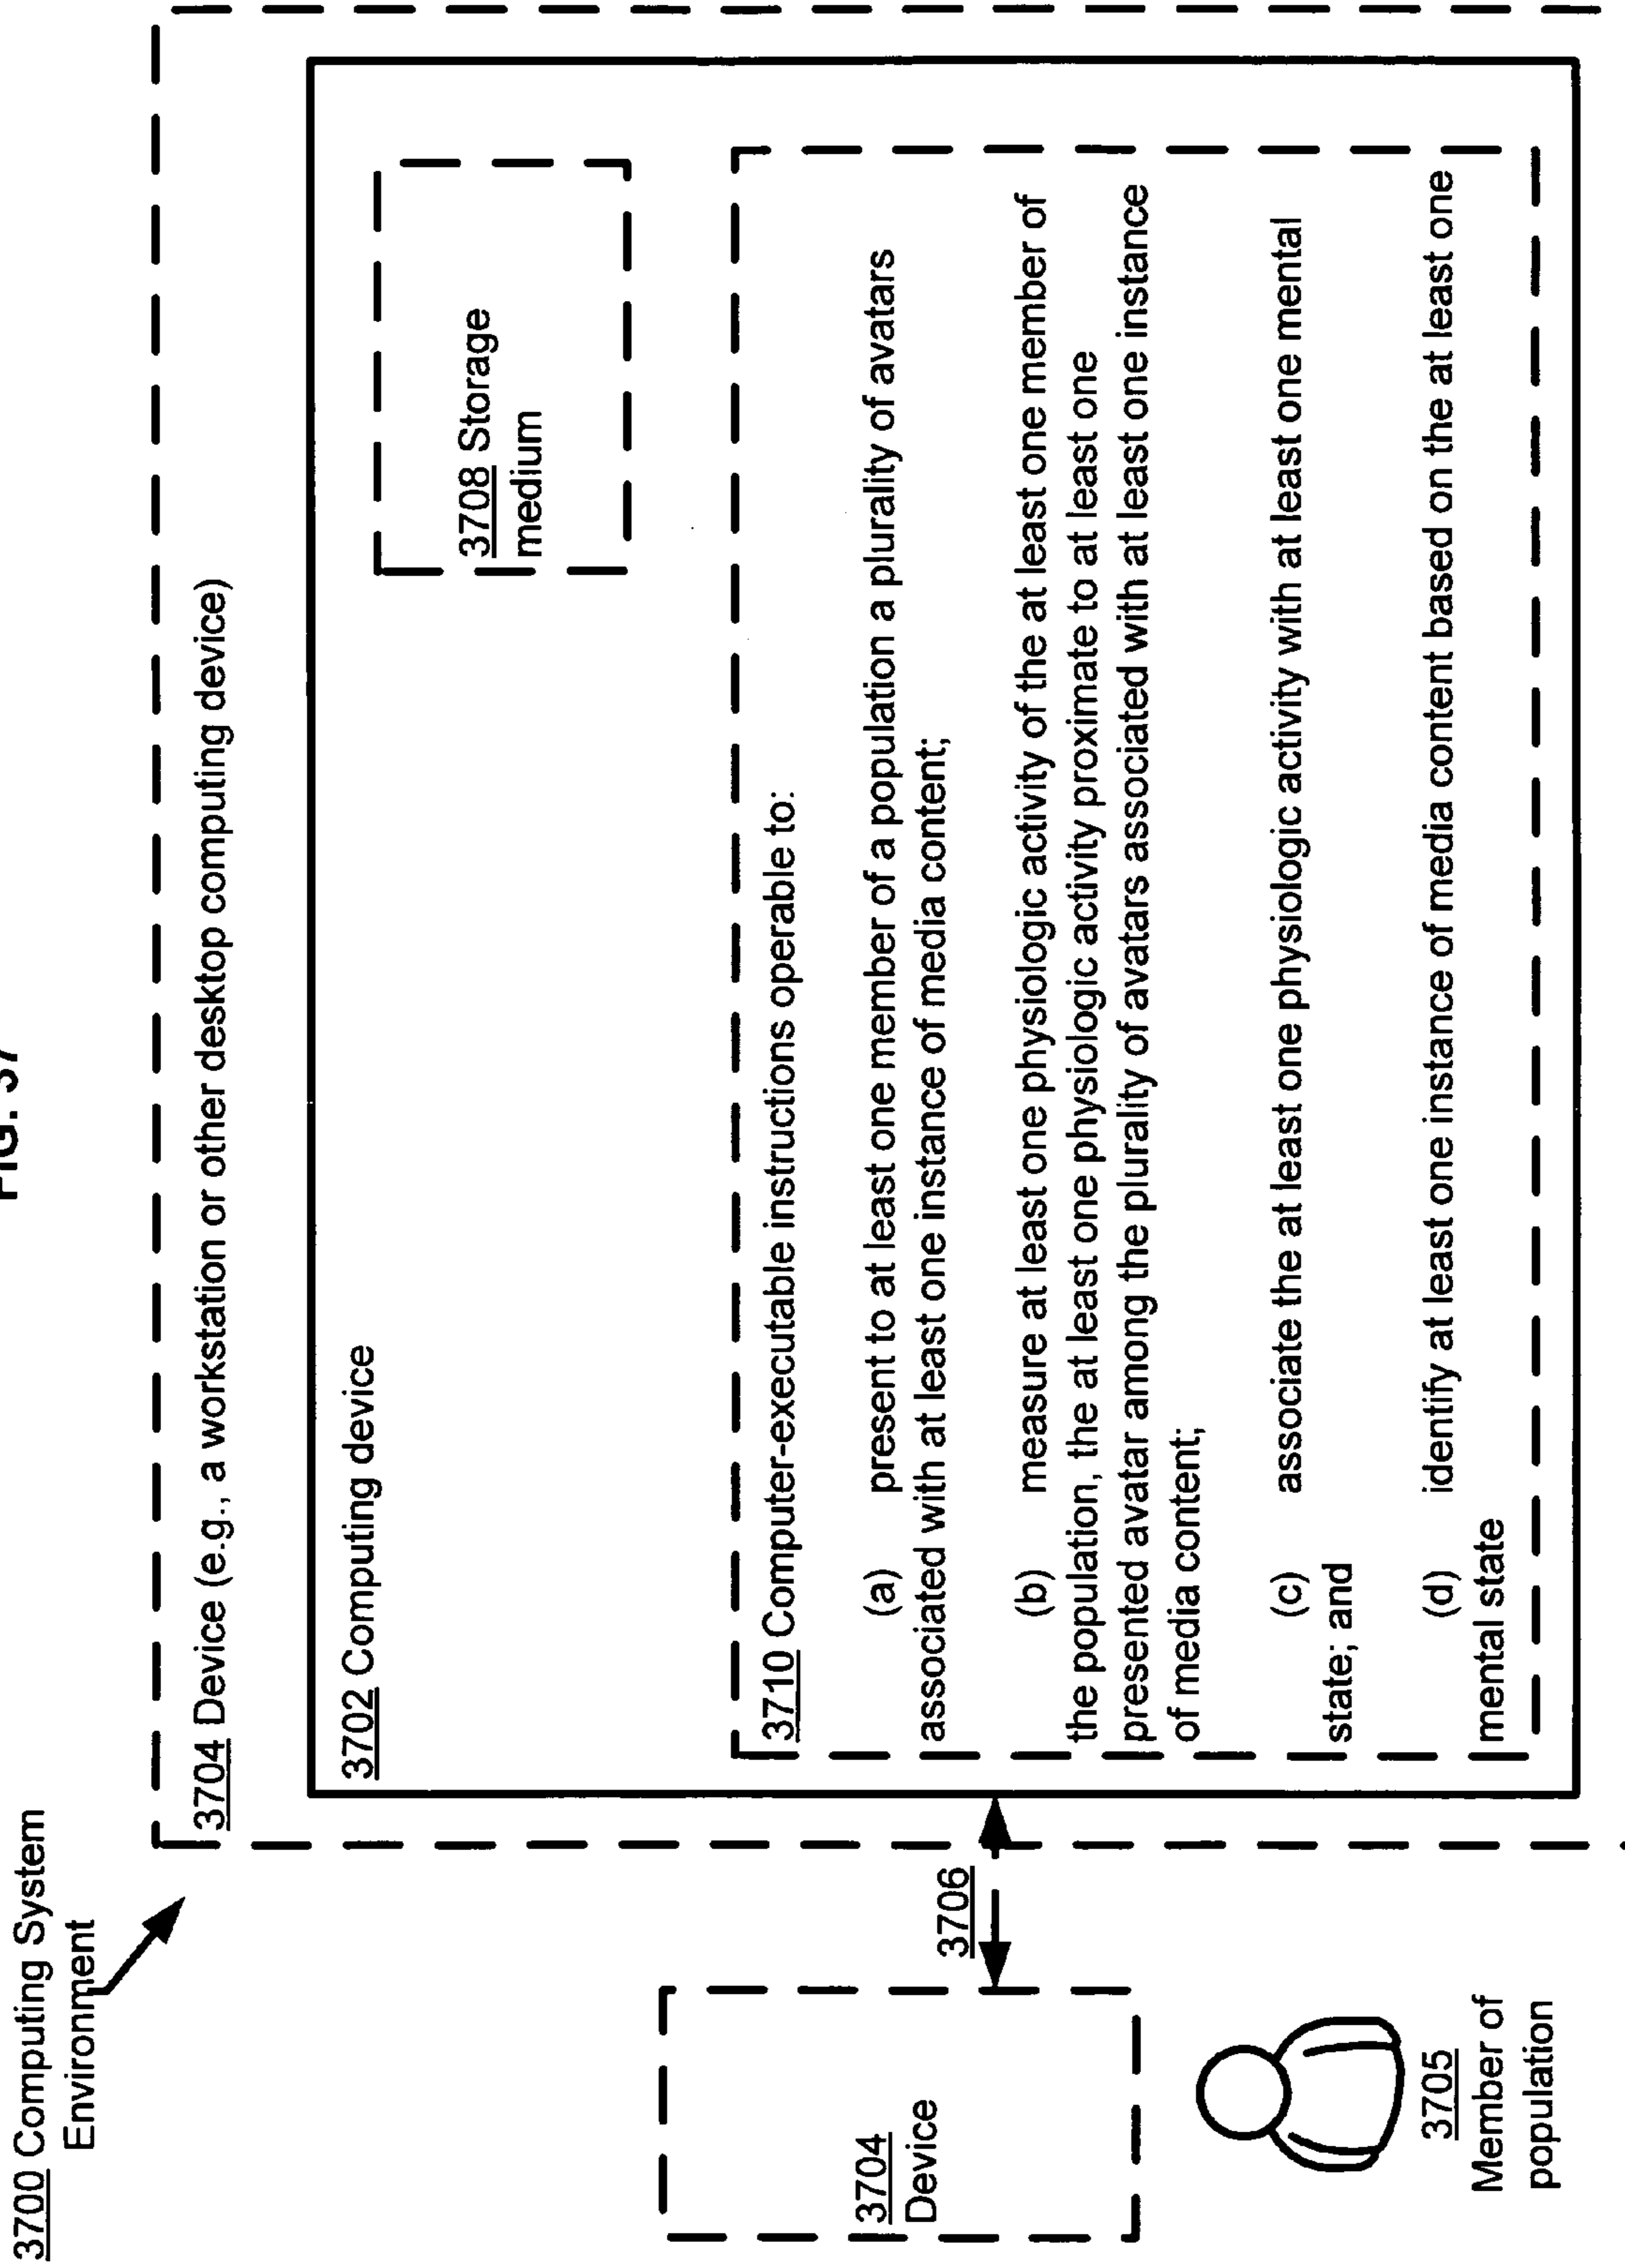 FIG. 37
3700 Computing System
Environment
3704 Device (e.g., a workstation or other desktop computing device)
3702 Computing device
3708 Storage
medium
3710 Computer-executable instructions operable to:
(a) present to at least one member of a population a plurality of avatars
associated with at least one instance of media content;
(b) measure at least one physiologic activity of the at least one member of
the population, the at least one physiologic activity proximate to at least one
presented avatar among the plurality of avatars associated with at least one instance
of media content;
(c) associate the at least one physiologic activity with at least one mental
state; and
(d) identify at least one instance of media content based on the at least one
mental state
3706
3704
Device
3705
Member of
population